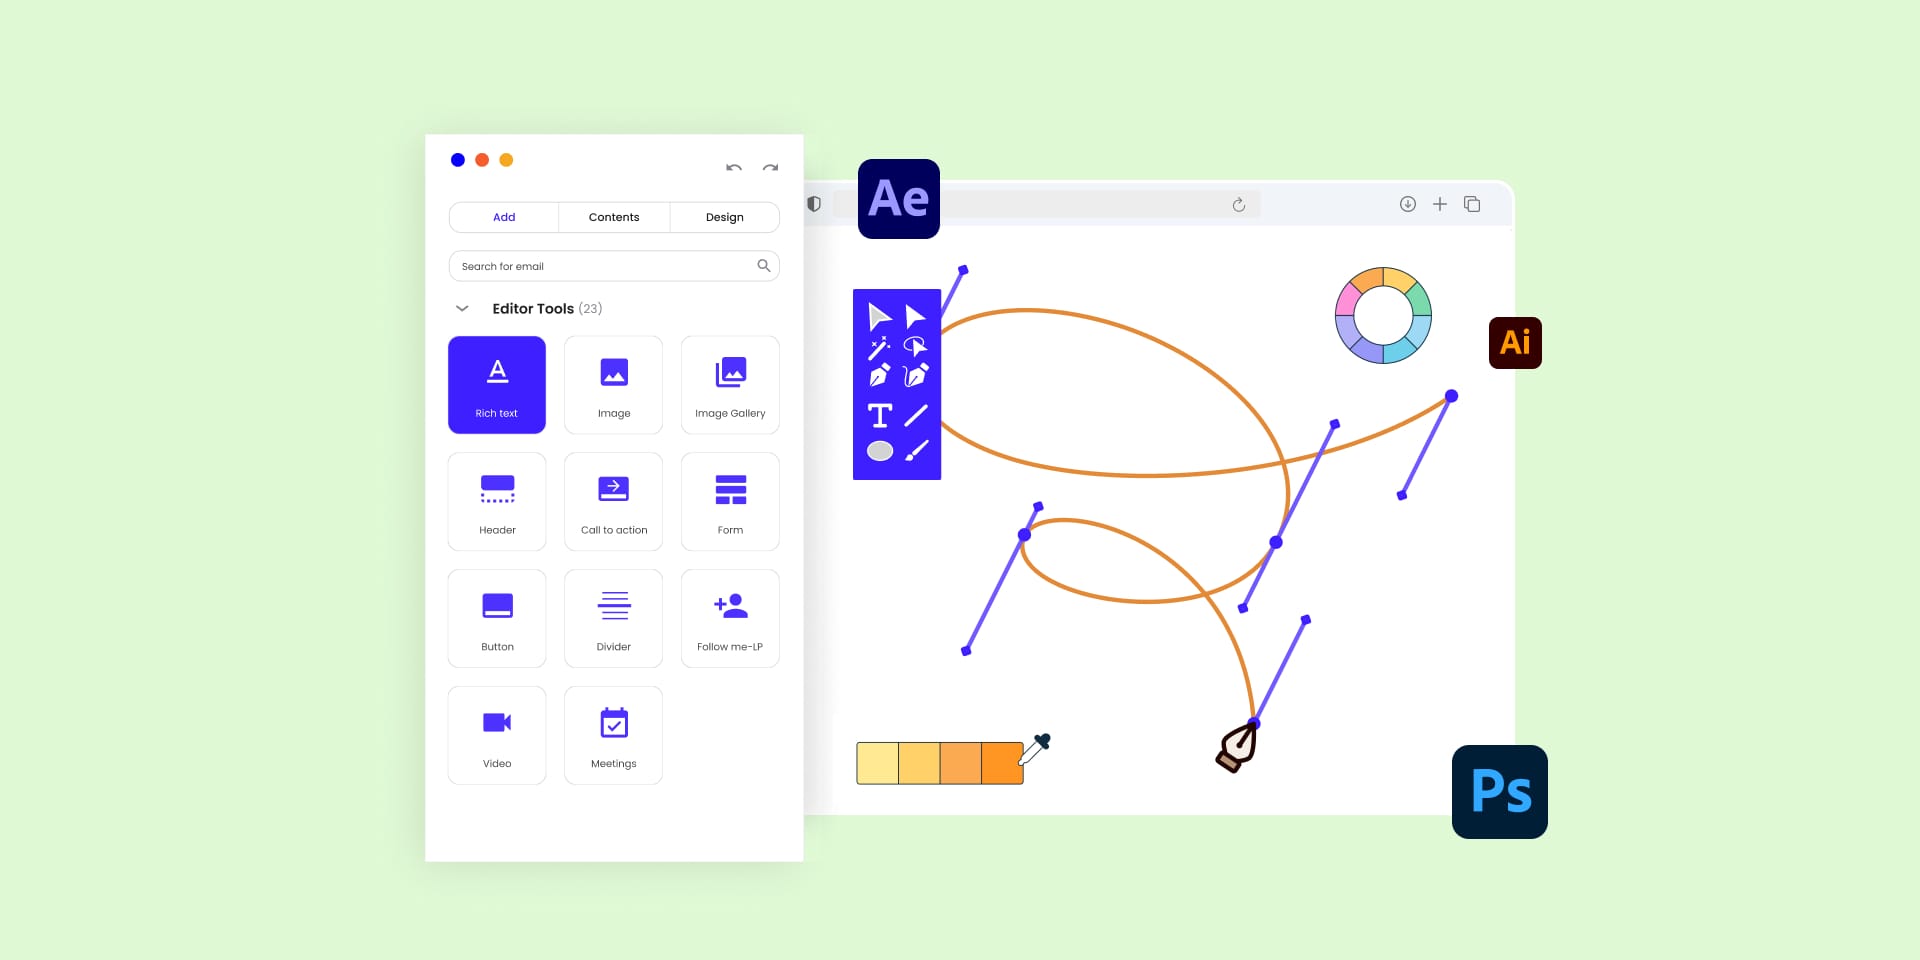 Add
Contents
Design
Search for email
Editor Tools (23)
Rich text
Image
Image Gallery
Header
Call to action
Form
Button
Divider
Follow me-LP
Video
Meetings
Ae
T
Ai
Ps